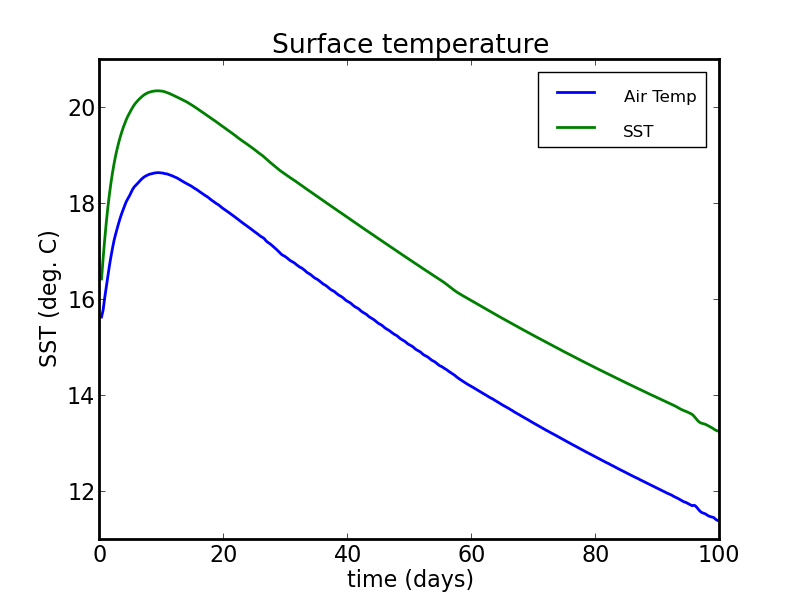 Surface temperature
Air Temp
SST
SST (deg. C)
20
18
16
14
12
0 20 40 60 80 100
time (days)